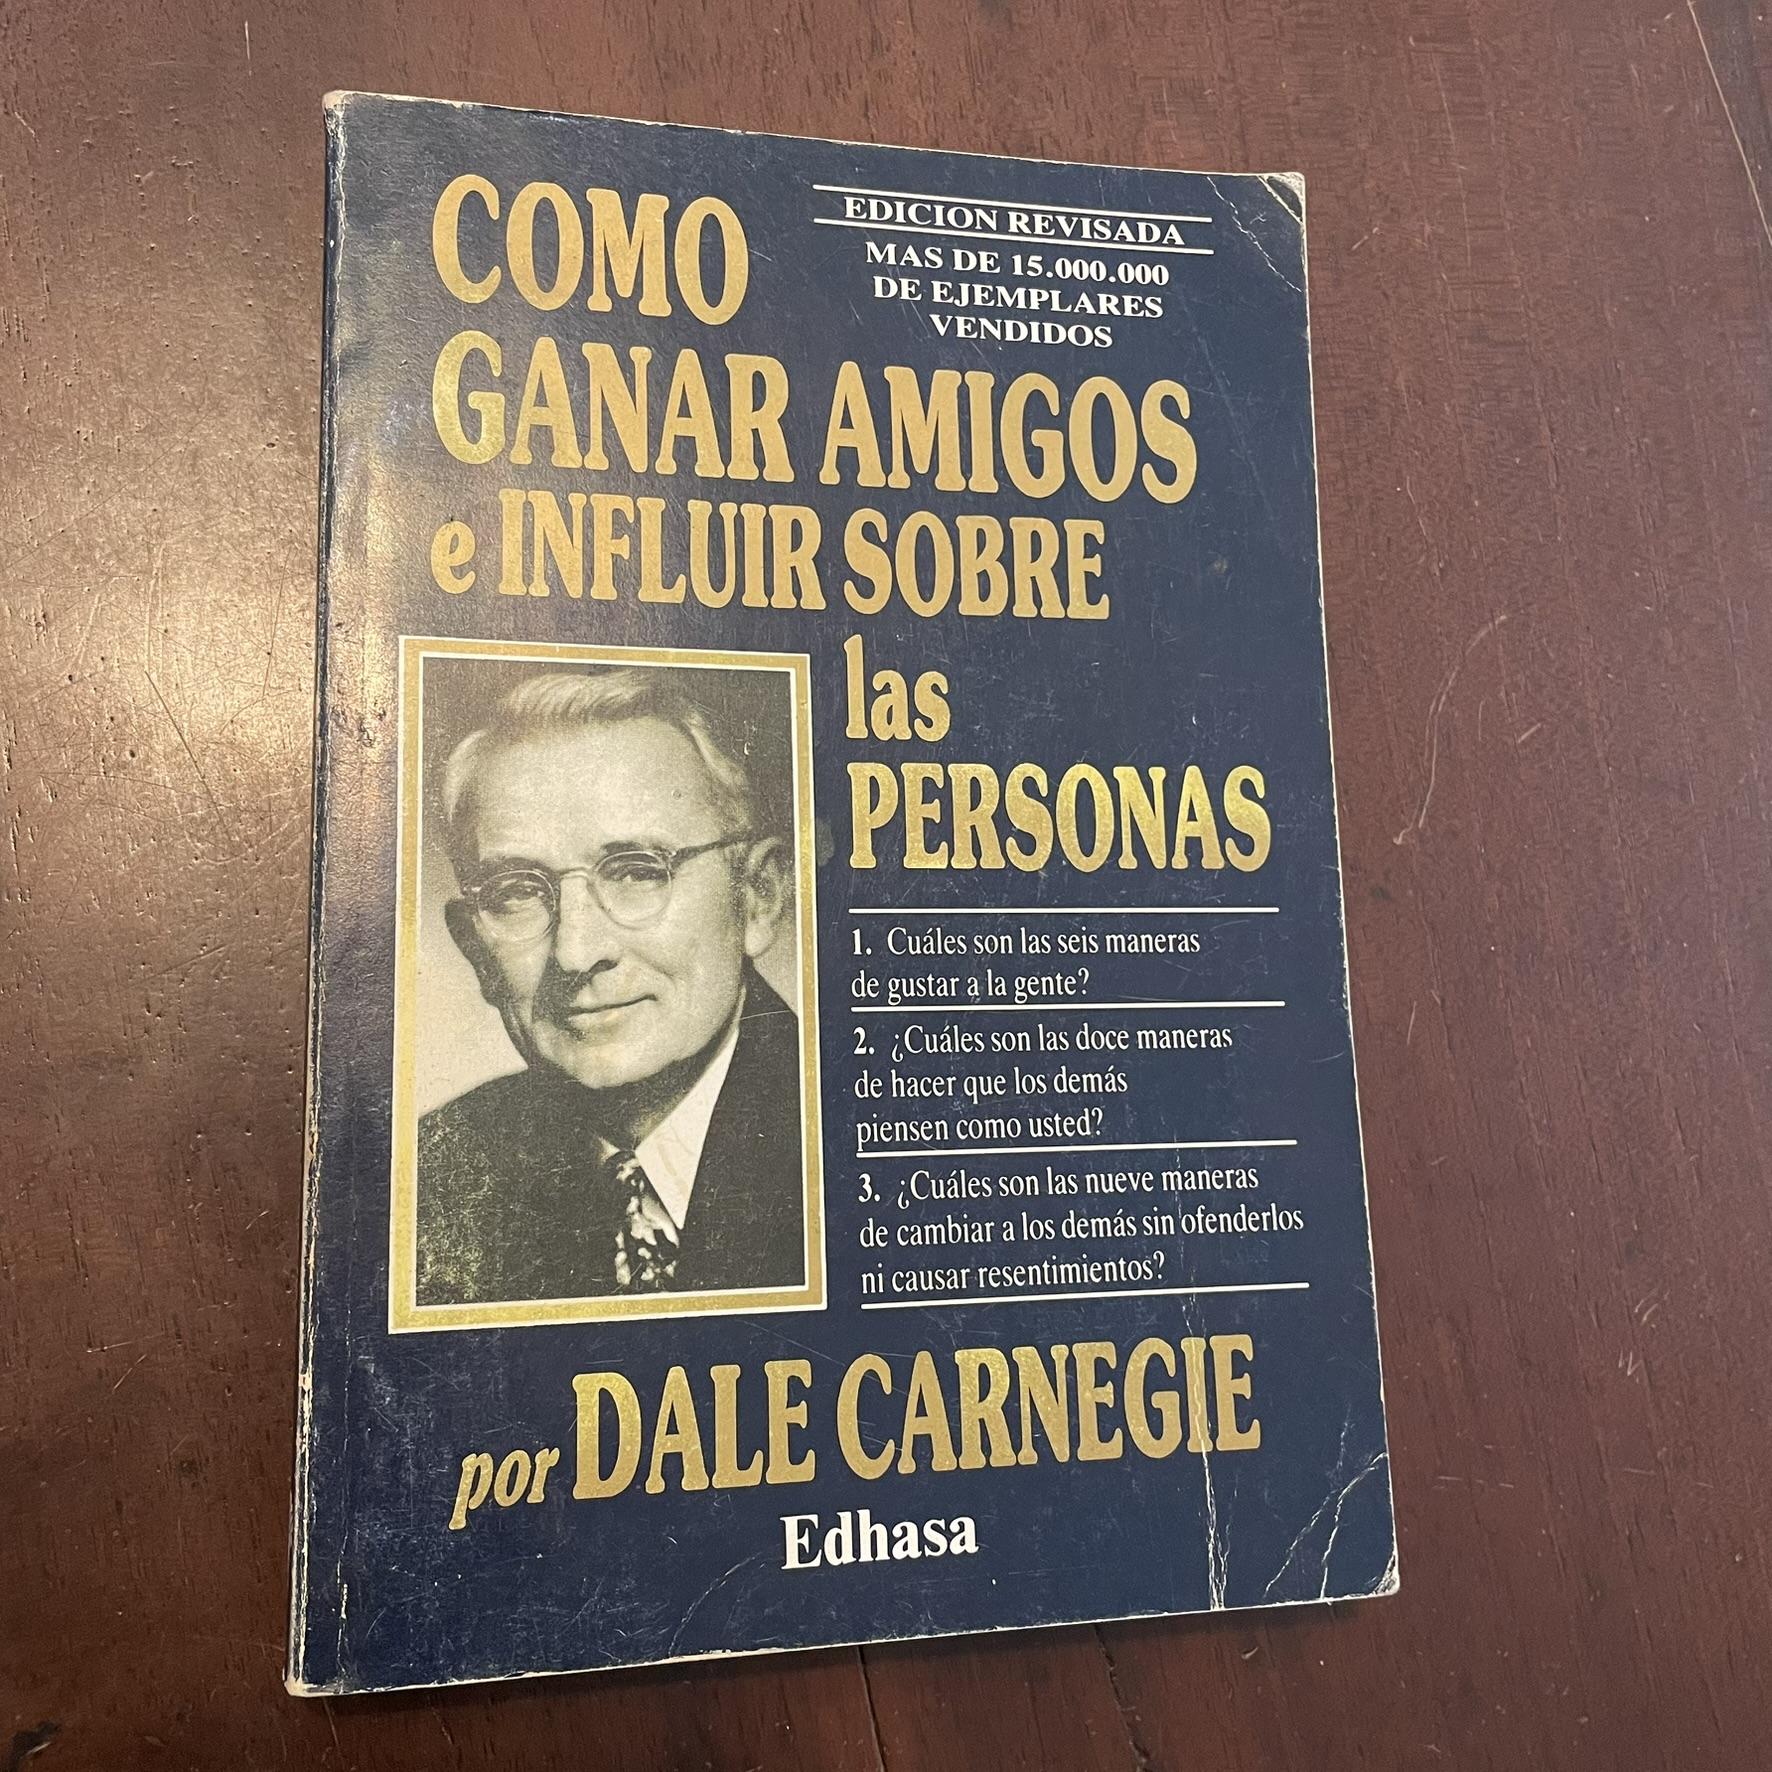 COMO
GANAR AMIGOS
e INFLUIR SOBRE
las
PERSONAS
EDICION REVISADA
MAS DE 15.000.000
DE EJEMPLARES
VENDIDOS
1. Cuáles son las seis maneras
de gustar a la gente?
2. ¿Cuáles son las doce maneras
de hacer que los demás
piensen como usted?
3. ¿Cuáles son las nueve maneras
de cambiar a los demás sin ofenderlos
ni causar resentimientos?
por DALE CARNEGIE
Edhasa